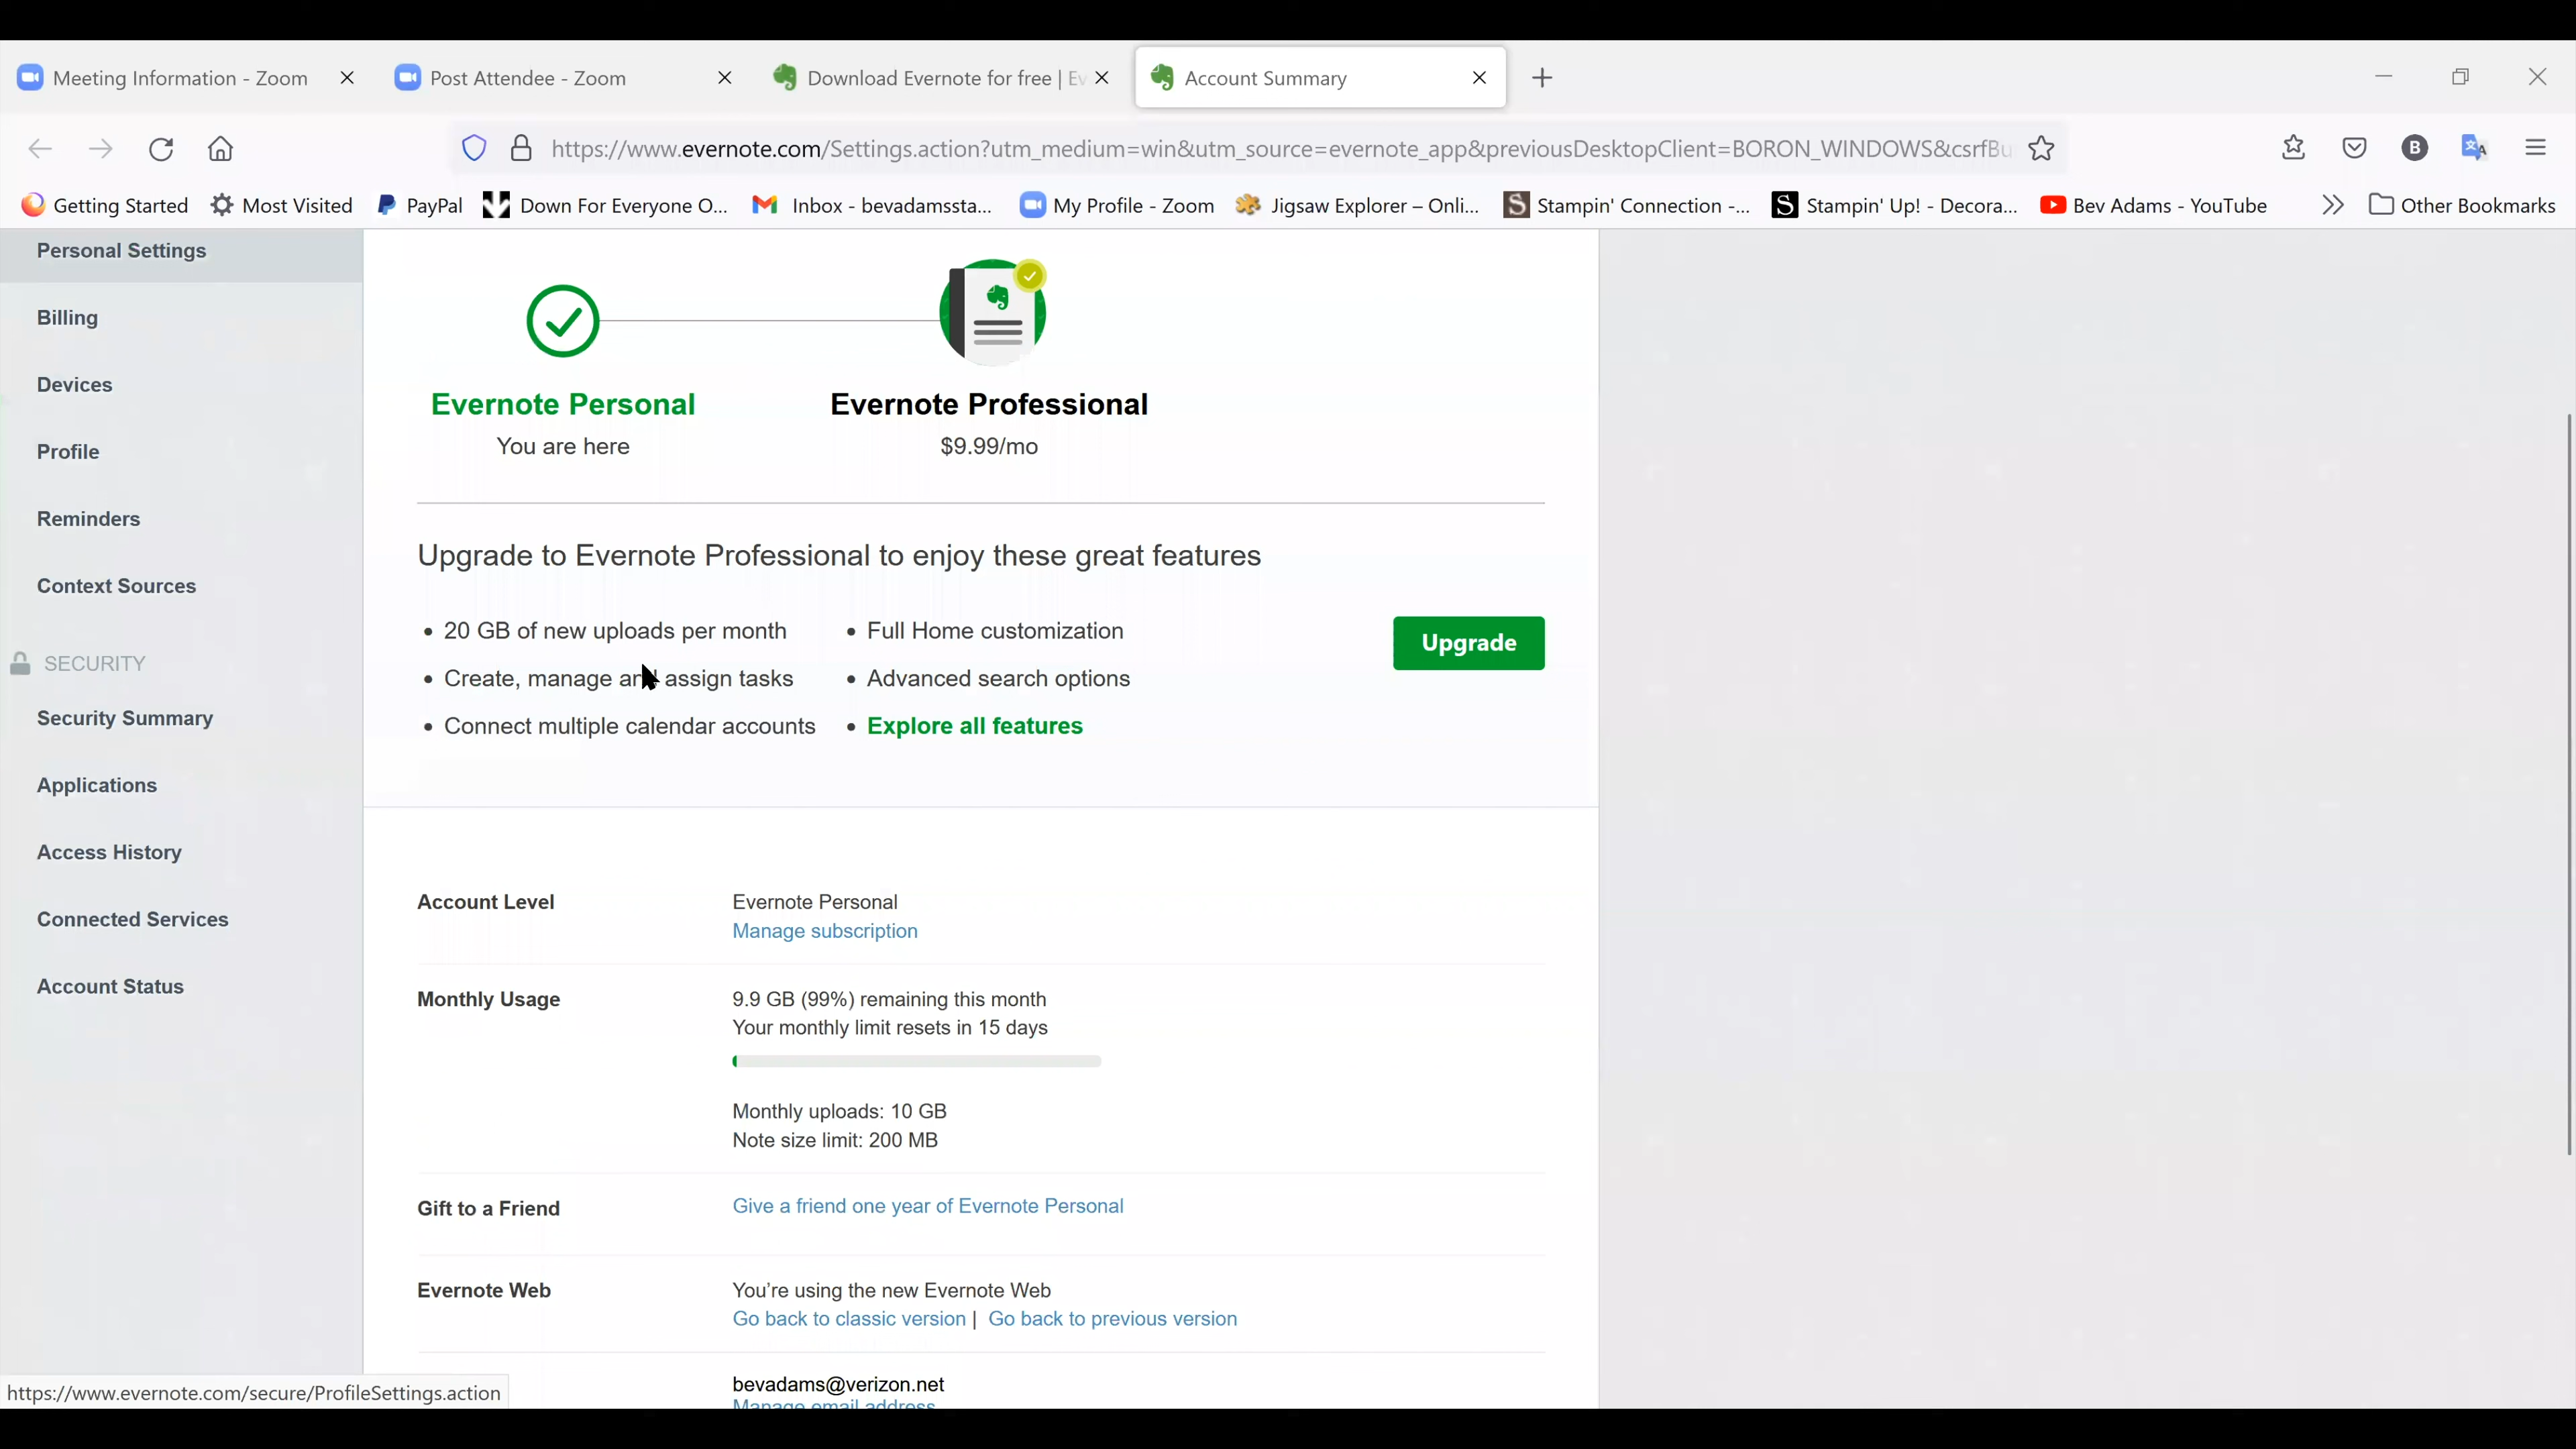 Meeting Information - Zoom
Post Attendee - Zoom
Download Evernote for free |
Account Summary
https://www.evernote.com/Settings.action?utm_medium=win&utm_source=evernote_app&previousDesktopClient=BORON_WINDOWS&csrfBu
B
Getting Started
Most Visited
PayPal
Down For Everyone O...
Inbox - bevadamssta...
My Profile - Zoom
Jigsaw Explorer – Onli...
Stampin' Connection -...
Stampin' Up! - Decora...
Bev Adams - YouTube
Other Bookmarks
Personal Settings
Billing
Devices
Profile
Reminders
Context Sources
SECURITY
Security Summary
Applications
Access History
Connected Services
Account Status
Evernote Personal
You are here
Evernote Professional
$9.99/mo
Upgrade to Evernote Professional to enjoy these great features
• 20 GB of new uploads per month
• Create, manage and assign tasks
• Connect multiple calendar accounts
• Full Home customization
• Advanced search options
• Explore all features
Upgrade
Account Level
Evernote Personal
Manage subscription
Monthly Usage
9.9 GB (99%) remaining this month
Your monthly limit resets in 15 days
Monthly uploads: 10 GB
Note size limit: 200 MB
Gift to a Friend
Give a friend one year of Evernote Personal
Evernote Web
You're using the new Evernote Web
Go back to classic version | Go back to previous version
bevadams@verizon.net
Manage email address
https://www.evernote.com/secure/ProfileSettings.action